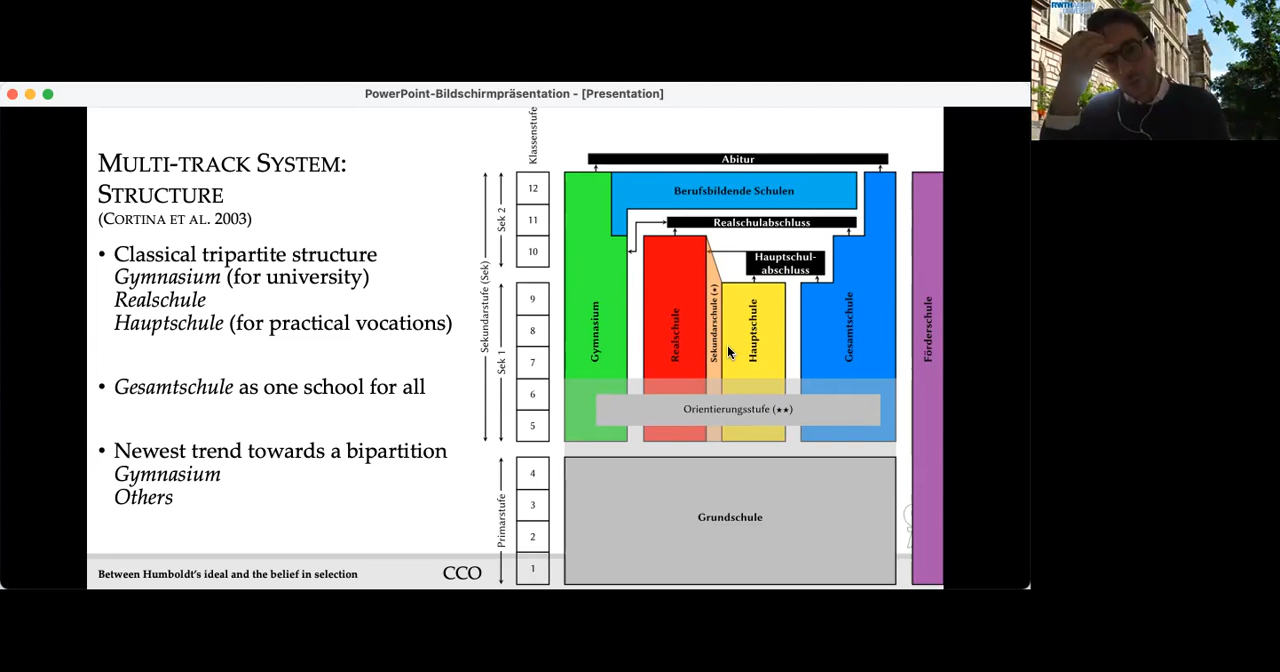 PowerPoint-Bildschirmpräsentation - [Presentation]
MULTI-TRACK SYSTEM:
STRUCTURE
(CORTINA ET AL. 2003)
• Classical tripartite structure
Gymnasium (for university)
Realschule
Hauptschule (for practical vocations)
• Gesamtschule as one school for all
• Newest trend towards a bipartition
Gymnasium
Others
Between Humboldt's ideal and the belief in selection
CCO
Klassenstufe
Sekundarstufe (Sek)
Sek 2
Sek 1
Primarstufe
12
11
10
9
8
7
6
5
4
3
2
1
Abitur
Berufsbildende Schulen
Realschulabschluss
Hauptschul-
abschluss
Gymnasium
Realschule
Sekundarschule (★)
Hauptschule
Gesamtschule
Förderschule
Orientierungsstufe (★★)
Grundschule
RWTH